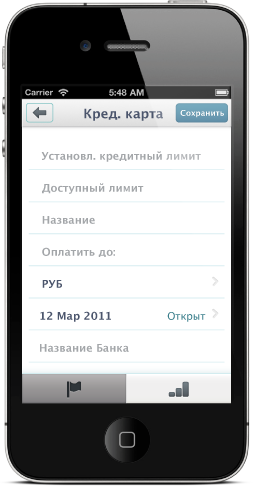 Carrier 5:48 AM
Кред. карта Сохранить
Установл. кредитный лимит
Доступный лимит
Название
Оплатить до:
РУБ
12 Мар 2011 Открыт
Название Банка